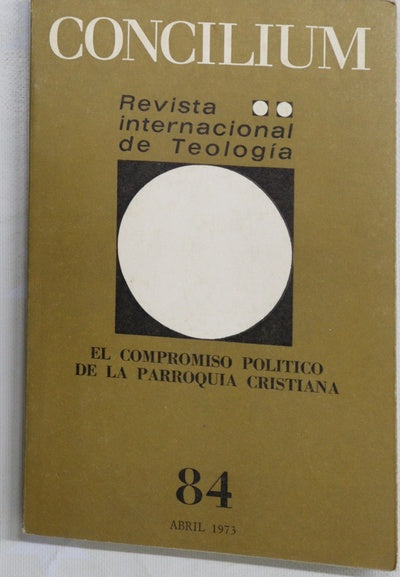 CONCILIUM
Revista
internacional
de Teología
EL COMPROMISO POLITICO
DE LA PARROQUIA CRISTIANA
84
ABRIL 1973